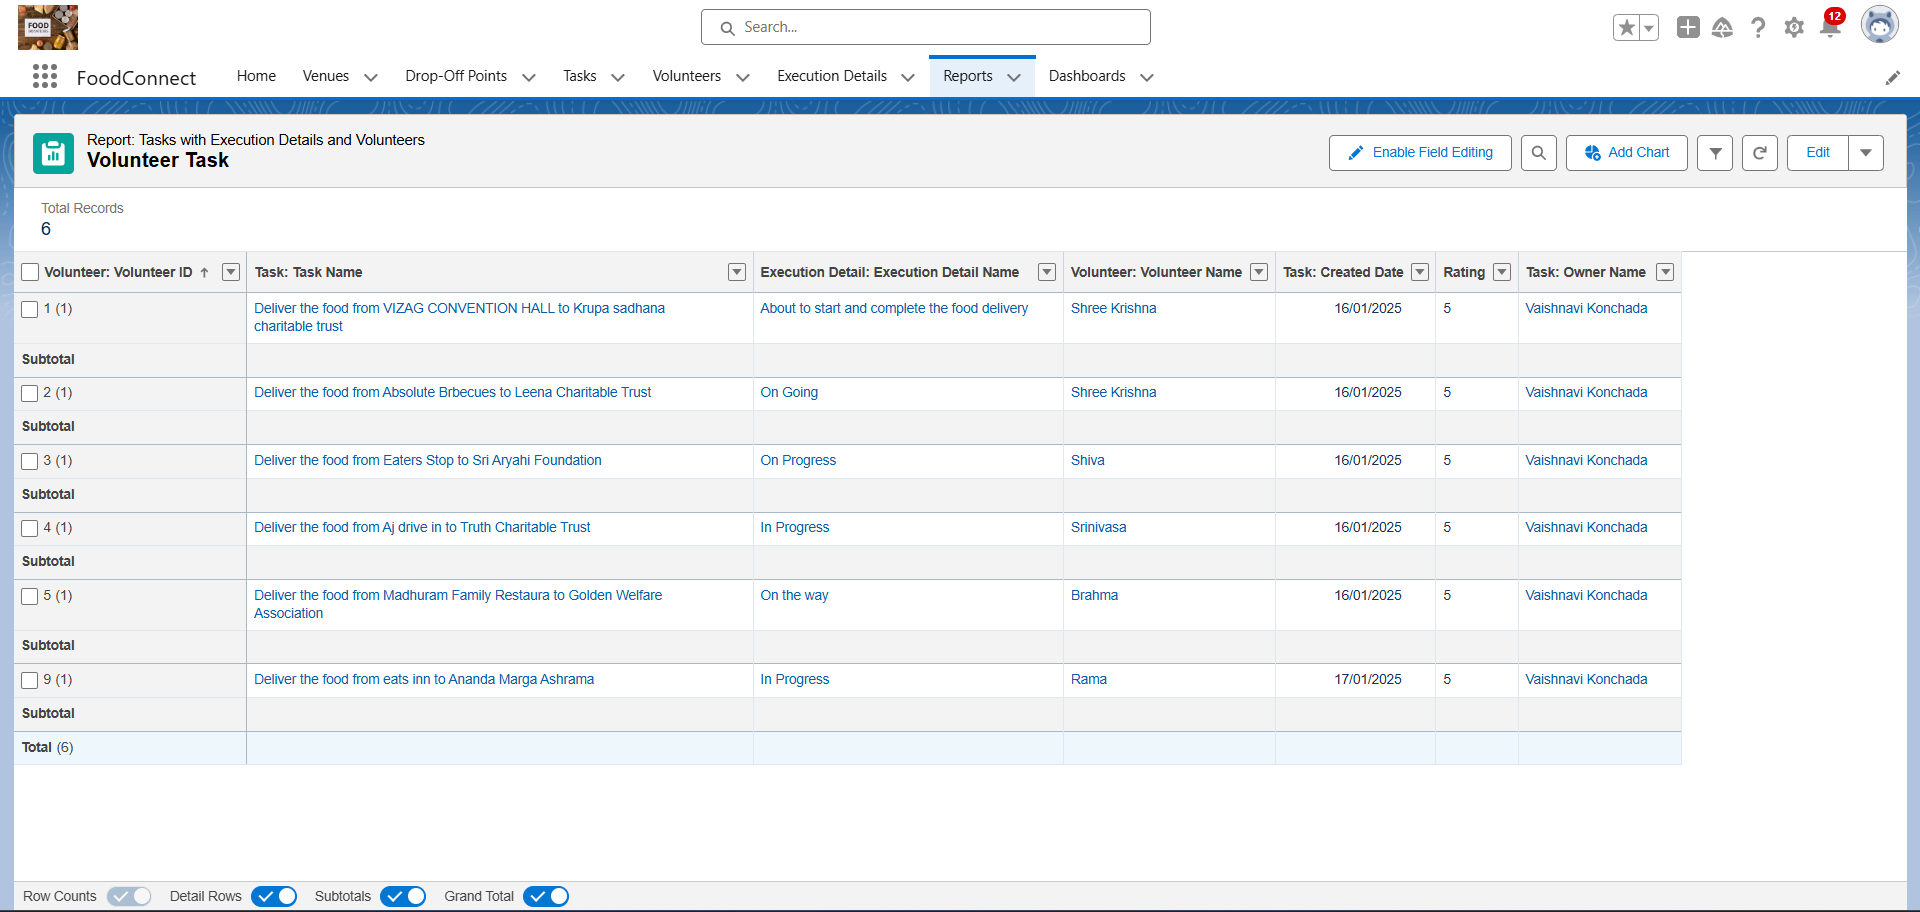 FOOD
Search...
12
FoodConnect
Home
Venues
Drop-Off Points
Tasks
Volunteers
Execution Details
Reports
Dashboards
Report: Tasks with Execution Details and Volunteers
Volunteer Task
Enable Field Editing
Add Chart
Edit
Total Records
6
Volunteer: Volunteer ID ↑ Task: Task Name Execution Detail: Execution Detail Name Volunteer: Volunteer Name Task: Created Date Rating Task: Owner Name
1 (1) Deliver the food from VIZAG CONVENTION HALL to Krupa sadhana About to start and complete the food delivery Shree Krishna 16/01/2025 5 Vaishnavi Konchada
charitable trust
Subtotal
2 (1) Deliver the food from Absolute Brbecues to Leena Charitable Trust On Going Shree Krishna 16/01/2025 5 Vaishnavi Konchada
Subtotal
3 (1) Deliver the food from Eaters Stop to Sri Aryahi Foundation On Progress Shiva 16/01/2025 5 Vaishnavi Konchada
Subtotal
4 (1) Deliver the food from Aj drive in to Truth Charitable Trust In Progress Srinivasa 16/01/2025 5 Vaishnavi Konchada
Subtotal
5 (1) Deliver the food from Madhuram Family Restaura to Golden Welfare On the way Brahma 16/01/2025 5 Vaishnavi Konchada
Association
Subtotal
9 (1) Deliver the food from eats inn to Ananda Marga Ashrama In Progress Rama 17/01/2025 5 Vaishnavi Konchada
Subtotal
Total (6)
Row Counts Detail Rows Subtotals Grand Total